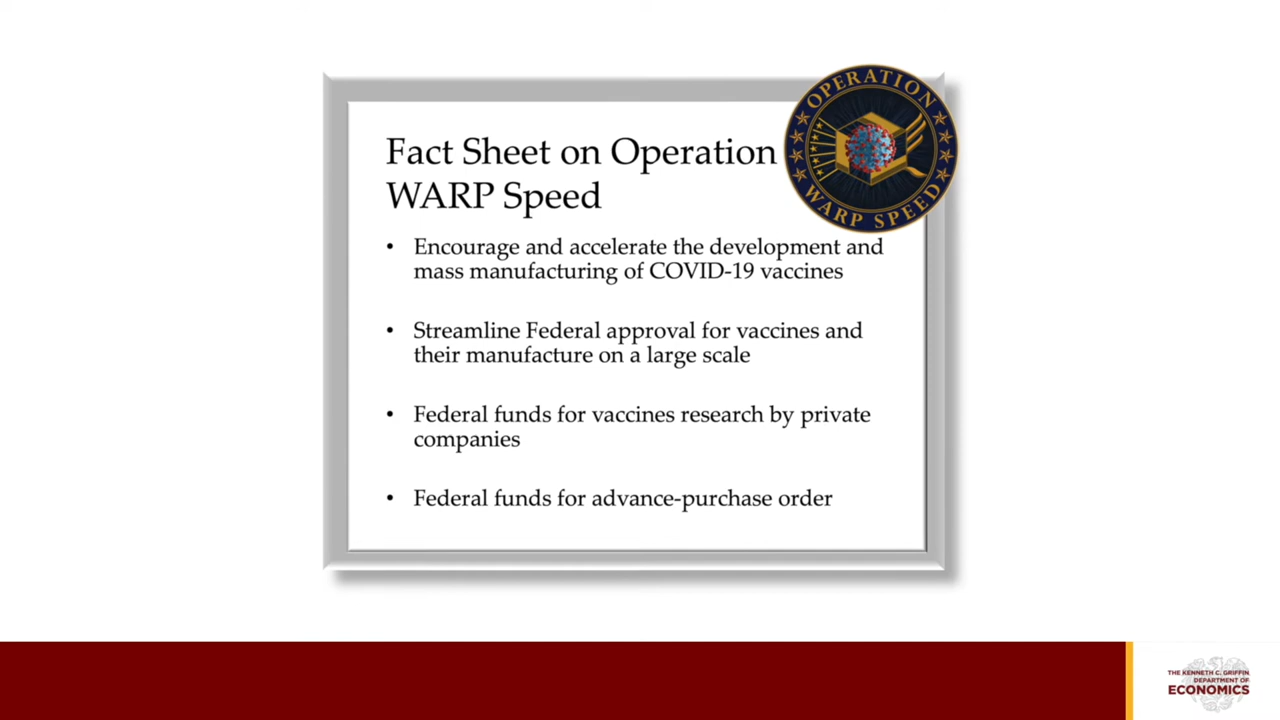 OPERATION
WARP SPEED
Fact Sheet on Operation
WARP Speed
• Encourage and accelerate the development and
mass manufacturing of COVID-19 vaccines
• Streamline Federal approval for vaccines and
their manufacture on a large scale
• Federal funds for vaccines research by private
companies
• Federal funds for advance-purchase order
THE KENNETH C. GRIFFIN
DEPARTMENT OF
ECONOMICS